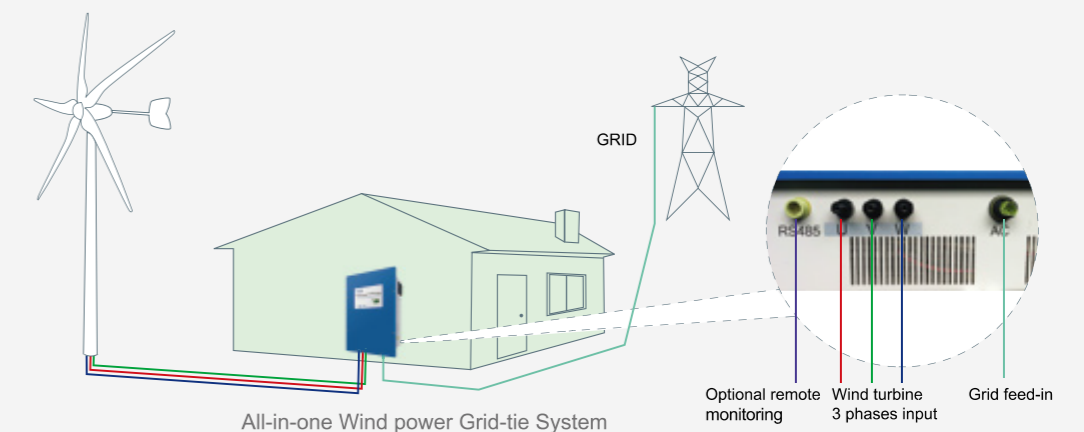 GRID
RS485 U V W AC
Optional remote
monitoring
Wind turbine
3 phases input
Grid feed-in
All-in-one Wind power Grid-tie System